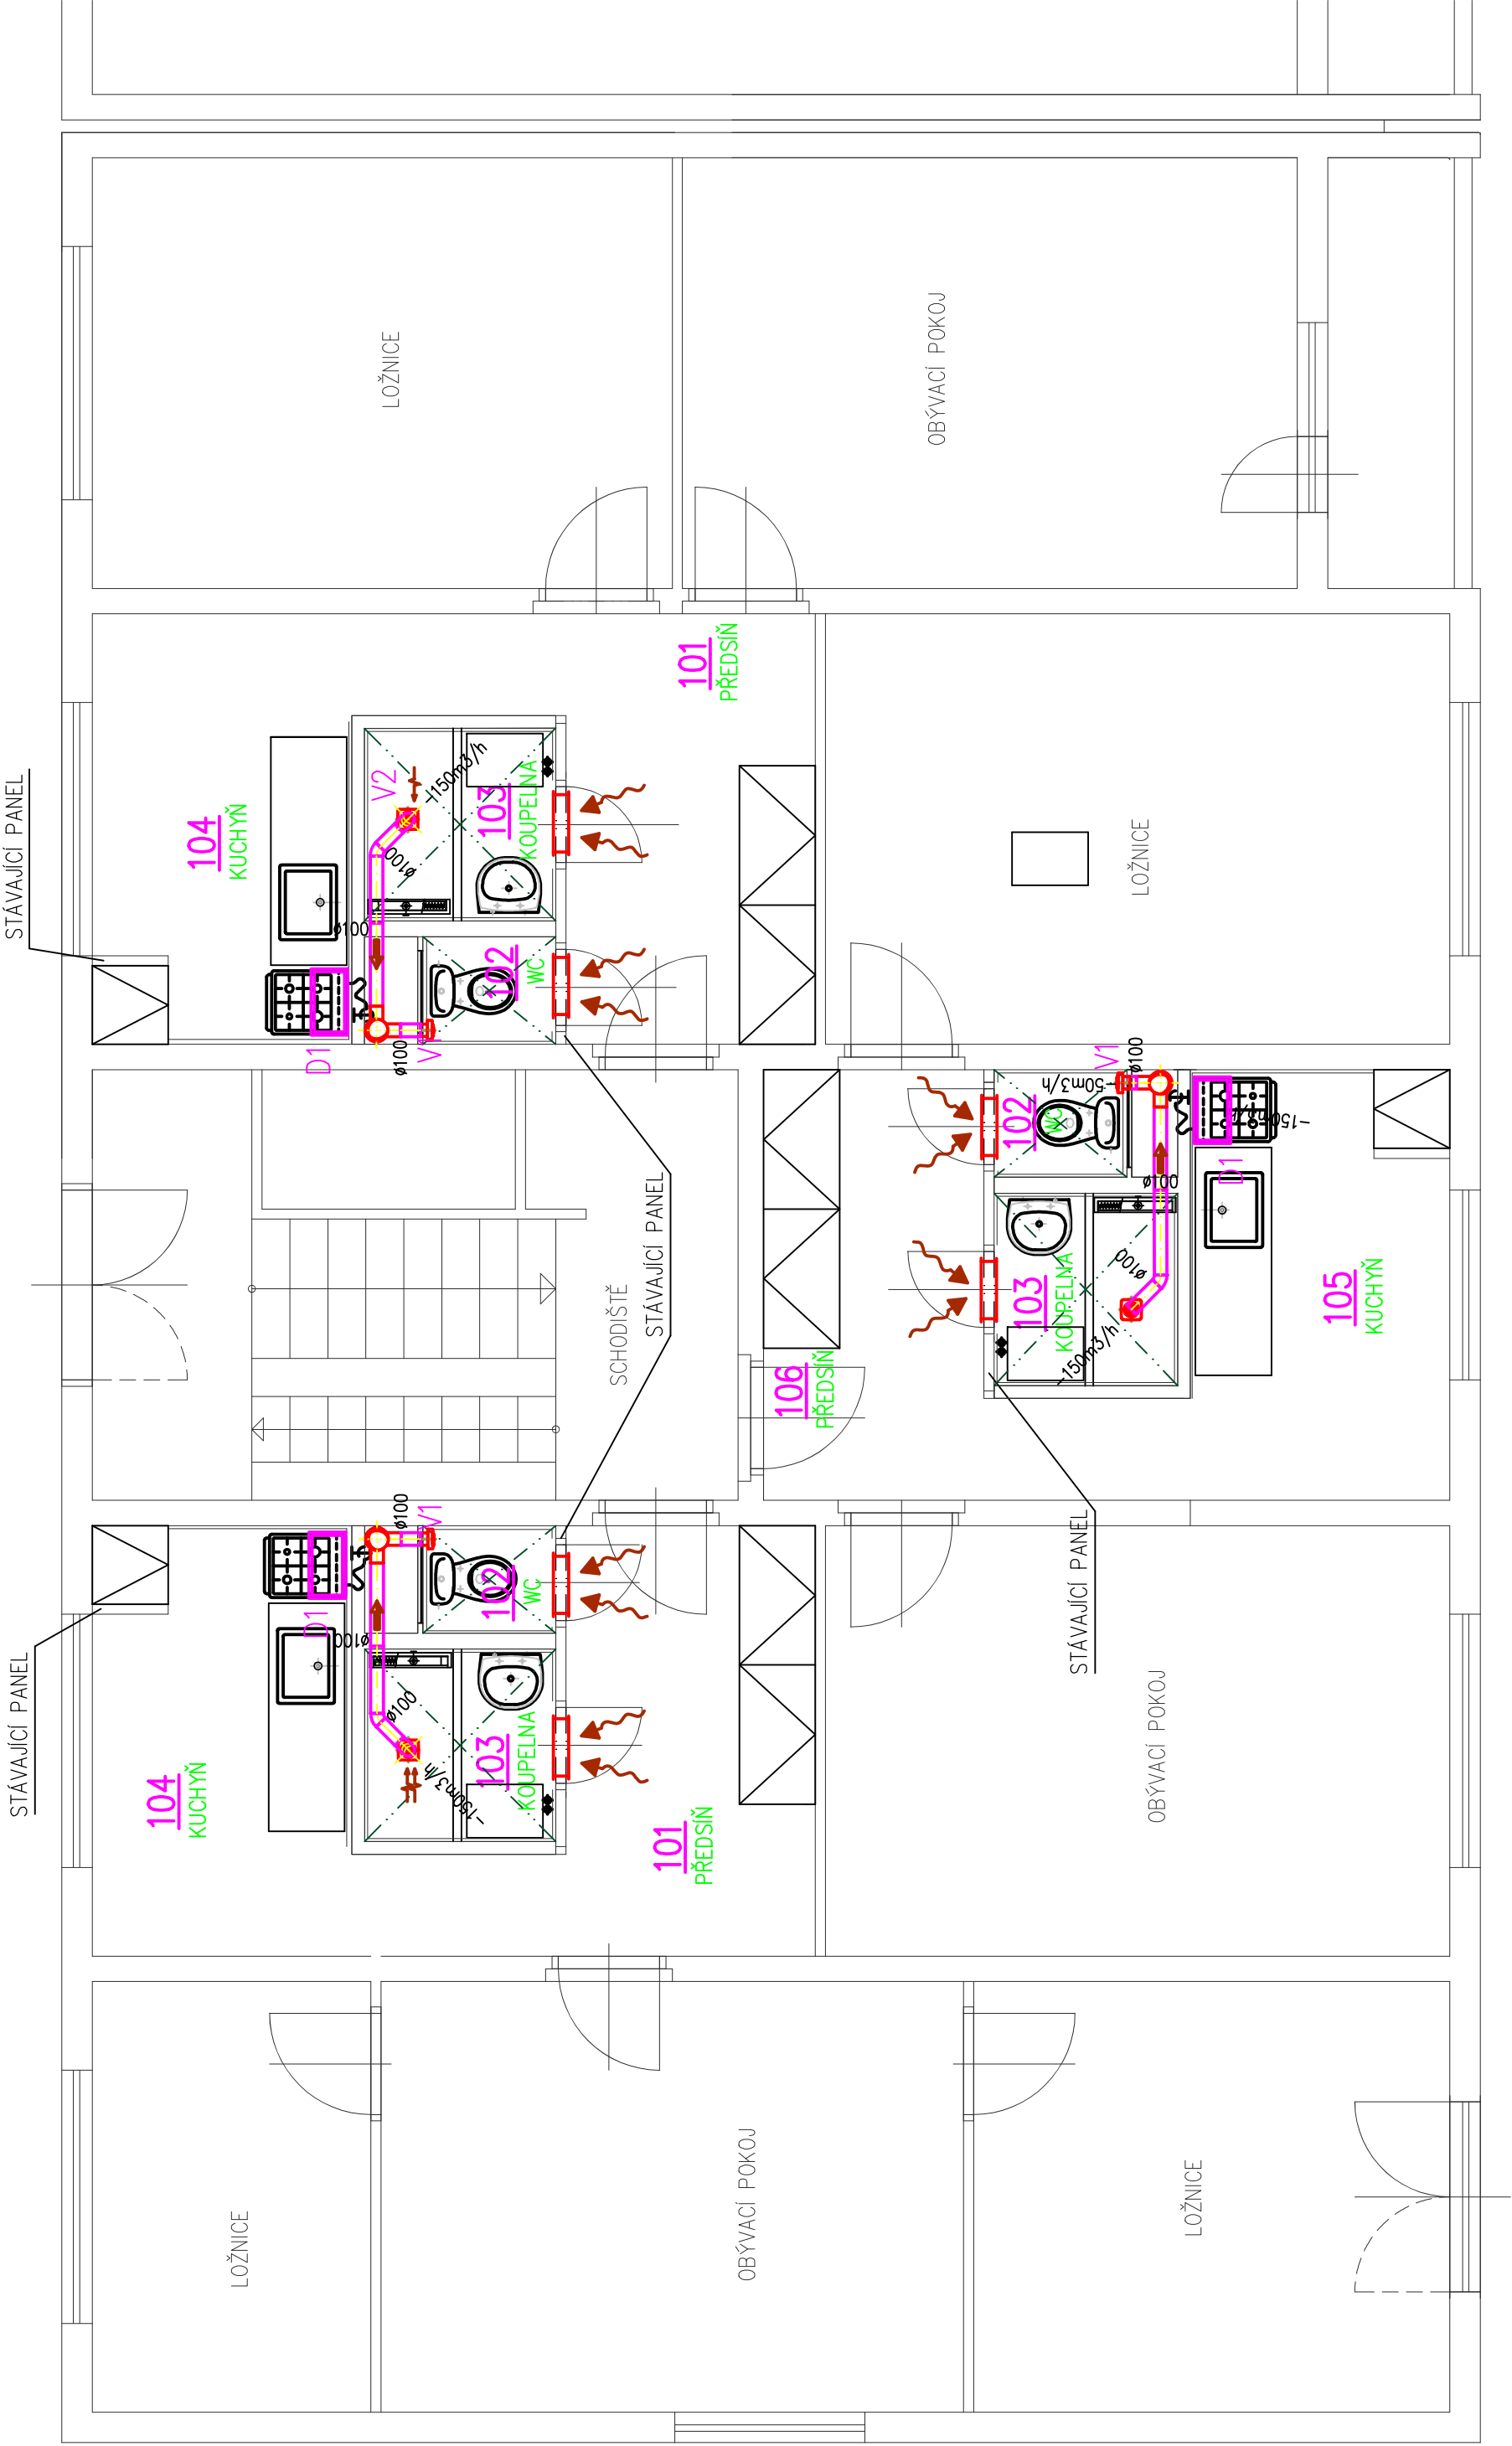 LOŽNICE
OBÝVACÍ POKOJ
101
PŘEDSÍŇ
STÁVAJÍCÍ PANEL
104
KUCHYŇ
V2
-150m3/h
103
KOUPELNA
ø100
ø100
102
WC
D1
V1
ø100
LOŽNICE
STÁVAJÍCÍ PANEL
SCHODIŠTĚ
V1
ø100
-50m3/h
102
WC
-150m3/h
D1
ø100
ø100
103
KOUPELNA
-150m3/h
105
KUCHYŇ
106
PŘEDSÍŇ
STÁVAJÍCÍ PANEL
ø100
V1
D1
102
WC
ø100
ø100
103
KOUPELNA
-150m3/h
104
KUCHYŇ
STÁVAJÍCÍ PANEL
101
PŘEDSÍŇ
OBÝVACÍ POKOJ
LOŽNICE
OBÝVACÍ POKOJ
LOŽNICE